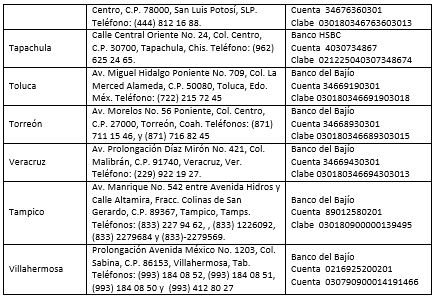 Centro, C.P. 78000, San Luis Potosí, SLP.
Teléfono: (444) 812 16 88.
Cuenta 34676360301
Clabe 030180346763603013
Tapachula
Calle Central Oriente No. 24, Col. Centro,
C.P. 30700, Tapachula, Chis. Teléfono: (962)
625 24 65.
Banco HSBC
Cuenta 4030734867
Clabe 021225040307348674
Toluca
Av. Miguel Hidalgo Poniente No. 709, Col. La
Merced Alameda, C.P. 50080, Toluca, Edo.
Méx. Teléfono: (722) 215 72 45
Banco del Bajío
Cuenta 34669190301
Clabe 030180346691903018
Torreón
Av. Morelos No. 56 Poniente, Col. Centro,
C.P. 27000, Torreón, Coah. Teléfonos: (871)
711 15 46, y (871) 716 82 45
Banco del Bajío
Cuenta 34668930301
Clabe 030180346689303015
Veracruz
Av. Prolongación Díaz Mirón No. 421, Col.
Malibrán, C.P. 91740, Veracruz, Ver.
Teléfono: (229) 922 19 27.
Banco del Bajío
Cuenta 34669430301
Clabe 030180346694303013
Tampico
Av. Manrique No. 542 entre Avenida Hidros y
Calle Altamira, Fracc. Colinas de San
Gerardo, C.P. 89367, Tampico, Tamps.
Teléfonos: (833) 227 94 62, , (833) 1226092,
(833) 2279684 y (833)-2279569.
Banco del Bajío
Cuenta 89012580201
Clabe 030180900000139495
Villahermosa
Prolongación Avenida México No. 1203, Col.
Sabina, C.P. 86153, Villahermosa, Tab.
Teléfonos: (993) 184 08 52, (993) 184 08 51,
(993) 184 08 50 y (993) 412 80 27
Banco del Bajío
Cuenta 0216925200201
Cuenta 030790900014191466